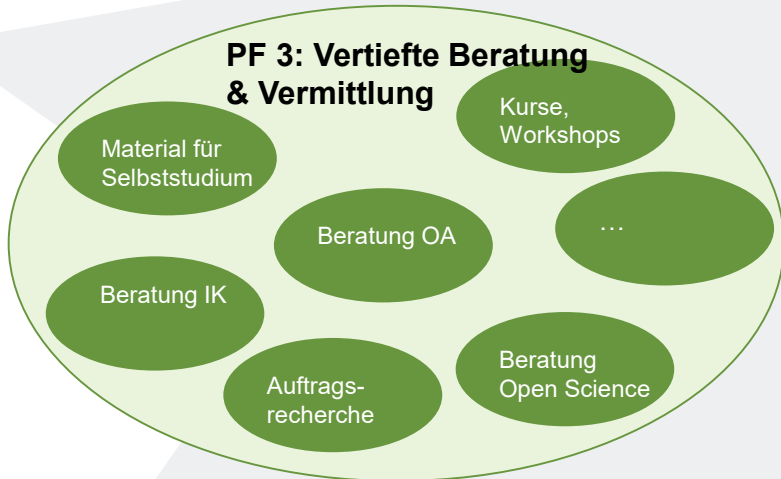 PF 3: Vertiefte Beratung
& Vermittlung
Kurse,
Workshops
Material für
Selbststudium
Beratung OA
…
Beratung IK
Beratung
Open Science
Auftrags-
recherche